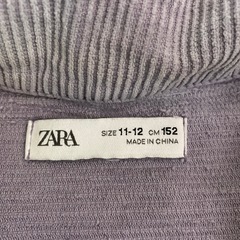 ZARA SIZE 11-12 CM 152
MADE IN CHINA